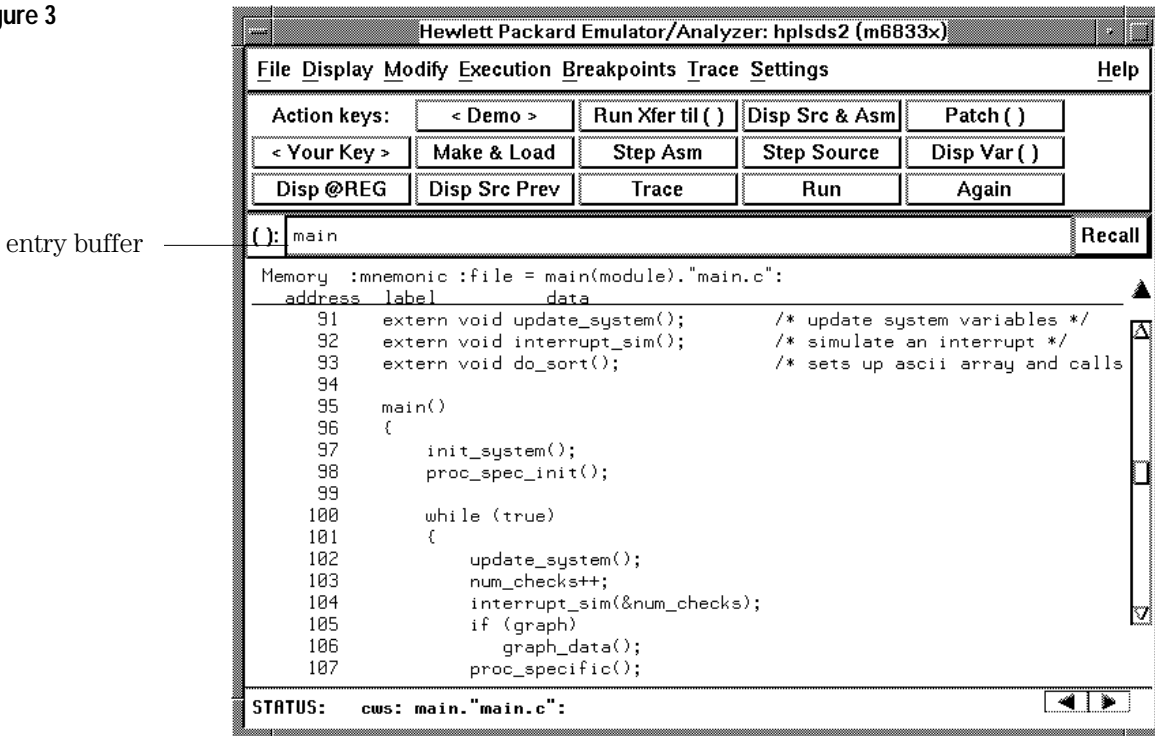 gure 3
Hewlett Packard Emulator/Analyzer: hplsds2 (m6833x)
File Display Modify Execution Breakpoints Trace Settings Help
Action keys: < Demo > Run Xfer til ( ) Disp Src & Asm Patch ( )
< Your Key > Make & Load Step Asm Step Source Disp Var ( )
Disp @REG Disp Src Prev Trace Run Again
entry buffer
( ): main Recall
Memory :mnemonic :file = main(module)."main.c":
address label data
91 extern void update_system(); /* update system variables */
92 extern void interrupt_sim(); /* simulate an interrupt */
93 extern void do_sort(); /* sets up ascii array and calls
94
95 main()
96 {
97 init_system();
98 proc_spec_init();
99
100 while (true)
101 {
102 update_system();
103 num_checks++;
104 interrupt_sim(&num_checks);
105 if (graph)
106 graph_data();
107 proc_specific();
STATUS: cws: main."main.c":